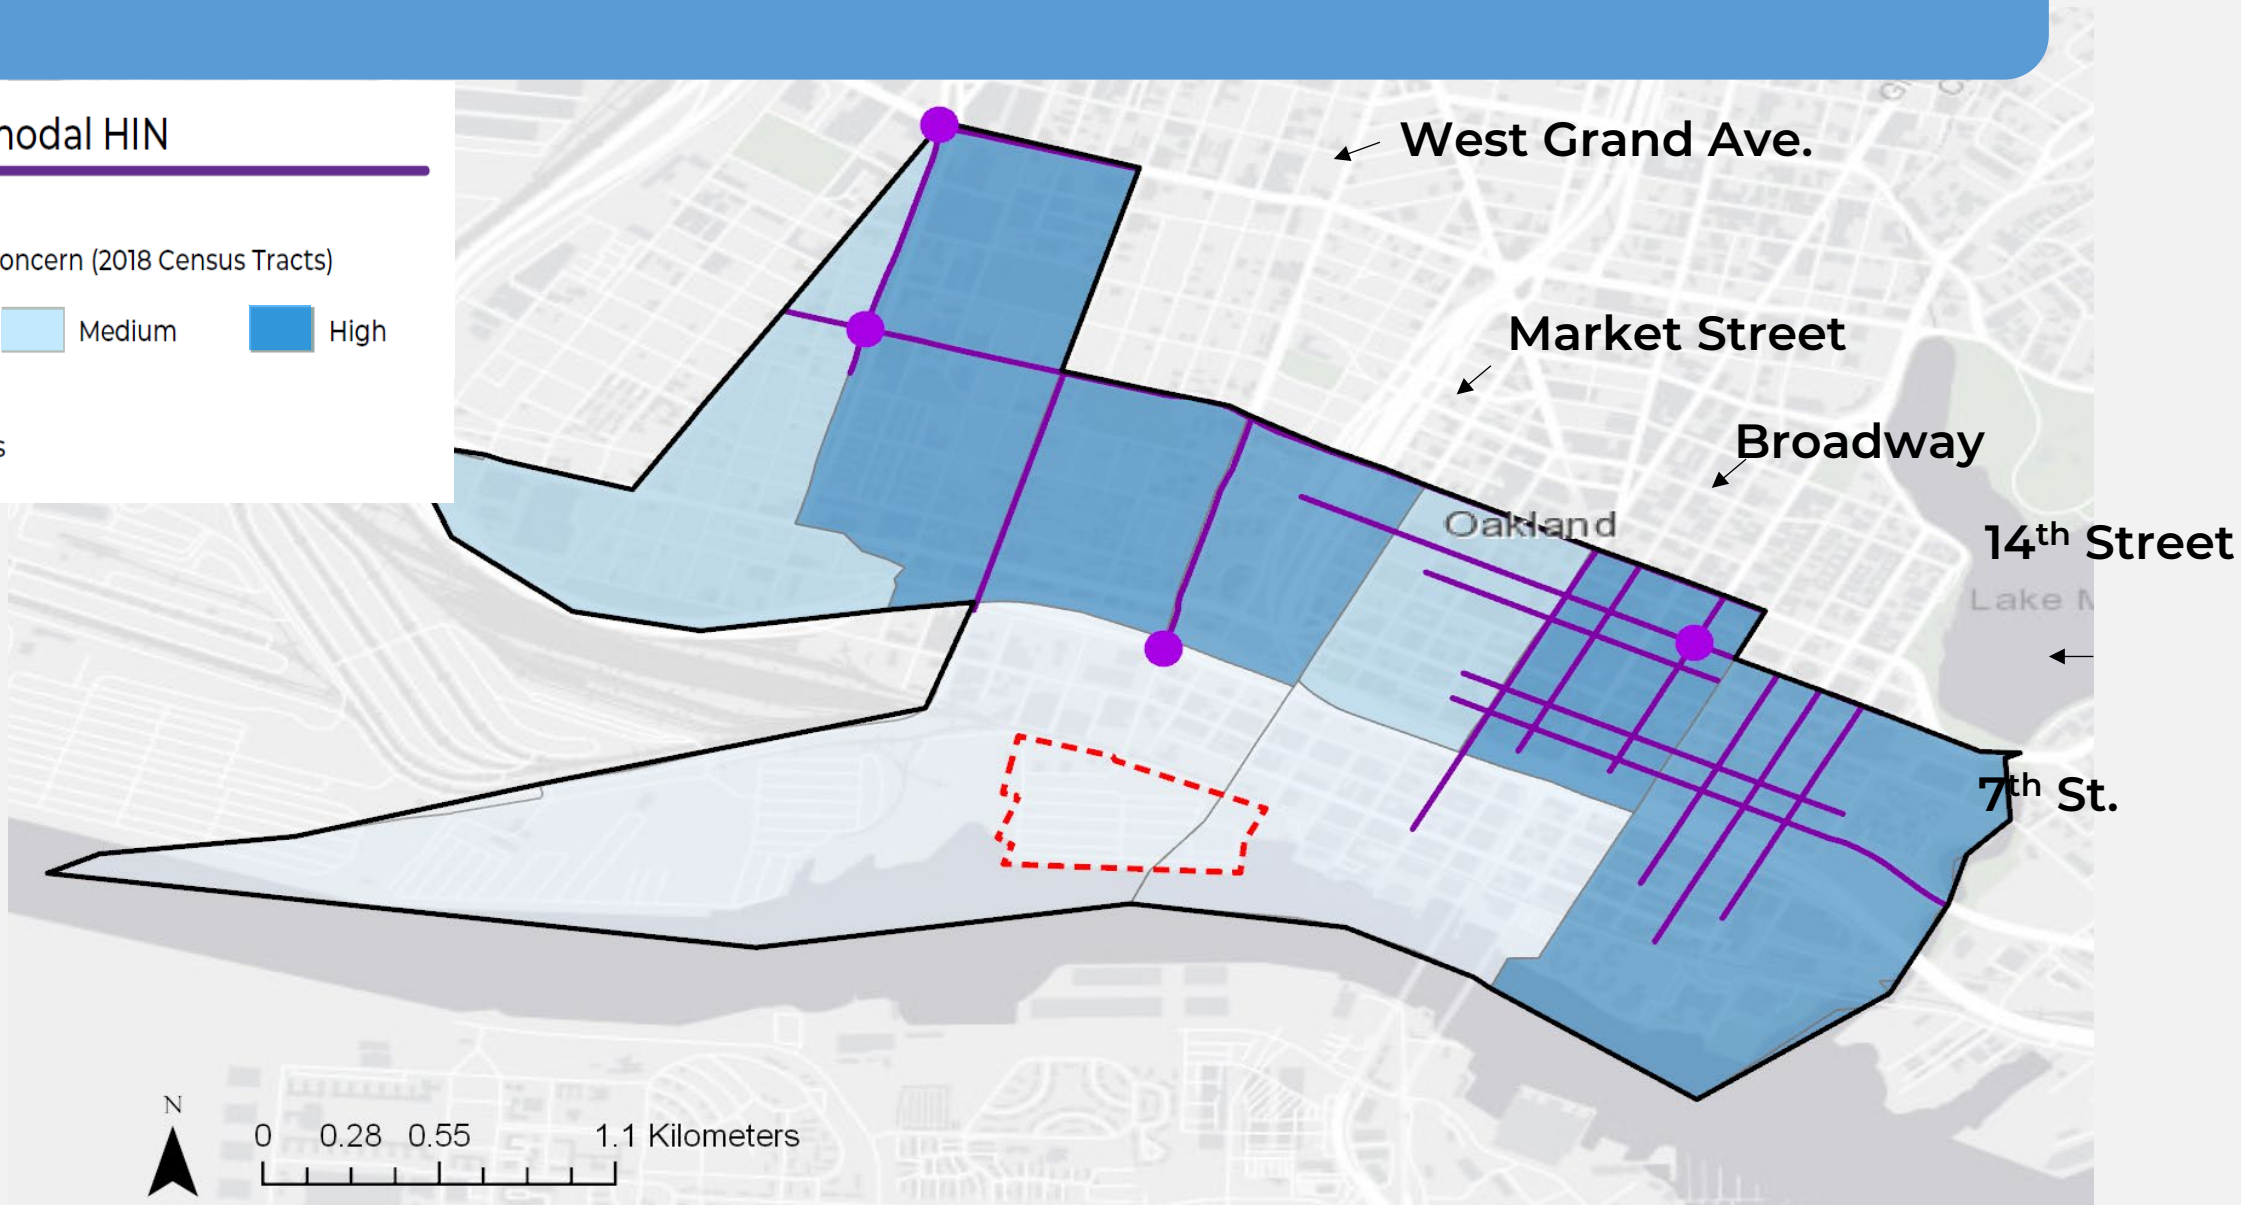 nodal HIN
West Grand Ave.
oncern (2018 Census Tracts)
Medium
High
Market Street
Broadway
s
Oakland
14th Street
Lake M
7th St.
N
0 0.28 0.55 1.1 Kilometers